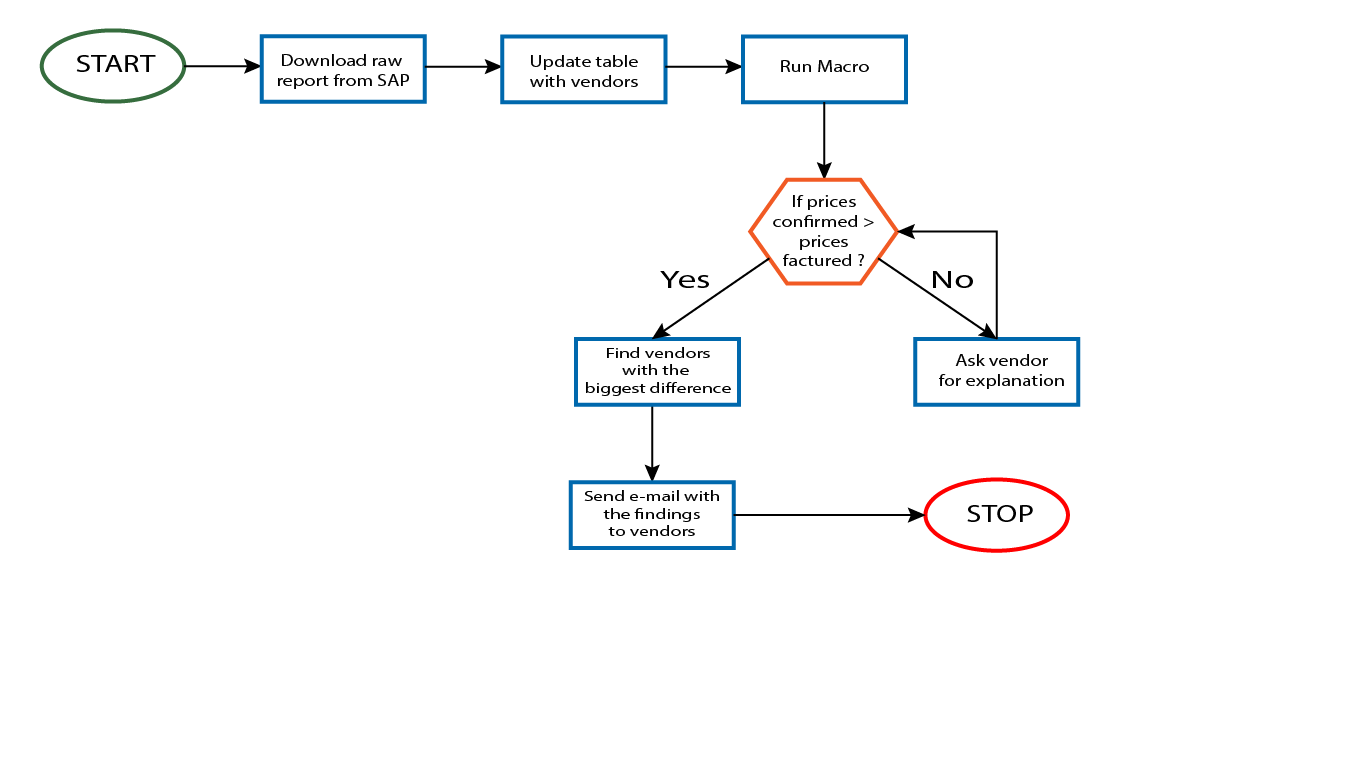 START
Download raw
report from SAP
Update table
with vendors
Run Macro
If prices
confirmed >
prices
factured ?
Yes
No
Find vendors
with the
biggest difference
Ask vendor
for explanation
Send e-mail with
the findings
to vendors
STOP